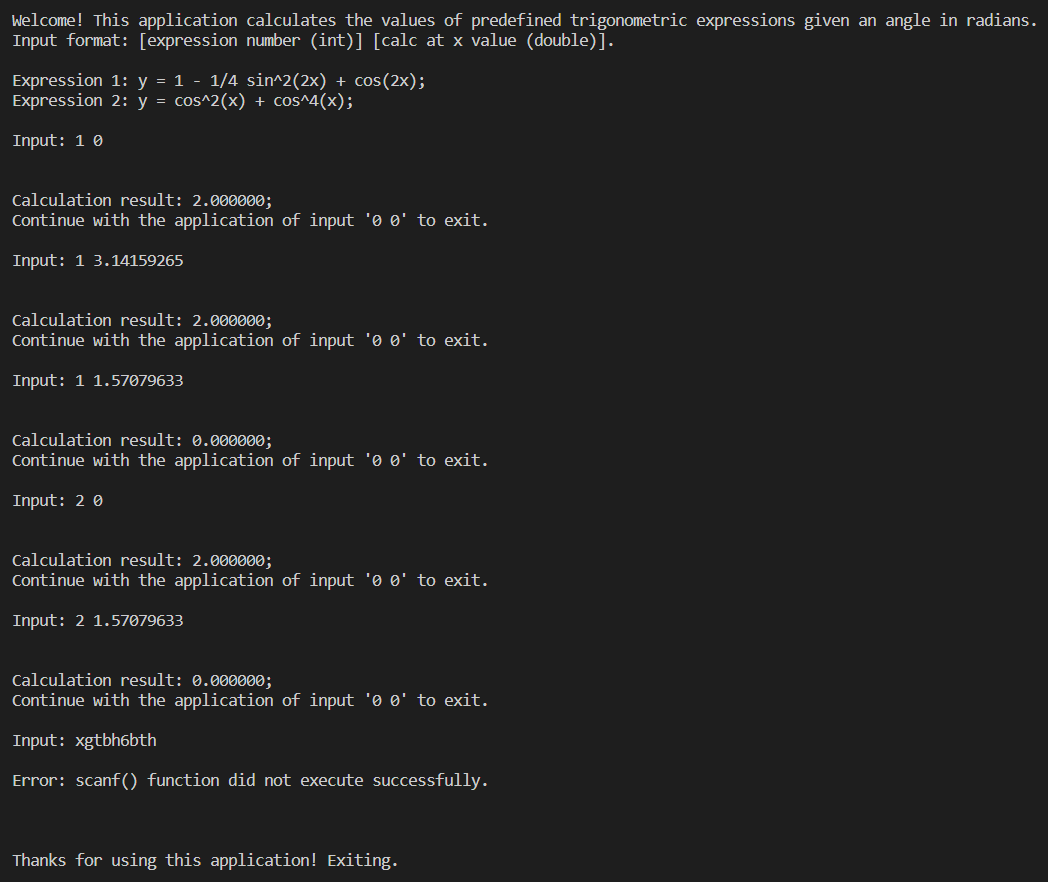 Welcome! This application calculates the values of predefined trigonometric expressions given an angle in radians.
Input format: [expression number (int)] [calc at x value (double)].
Expression 1: y = 1 - 1/4 sin^2(2x) + cos(2x);
Expression 2: y = cos^2(x) + cos^4(x);
Input: 1 0
Calculation result: 2.000000;
Continue with the application of input '0 0' to exit.
Input: 1 3.14159265
Calculation result: 2.000000;
Continue with the application of input '0 0' to exit.
Input: 1 1.57079633
Calculation result: 0.000000;
Continue with the application of input '0 0' to exit.
Input: 2 0
Calculation result: 2.000000;
Continue with the application of input '0 0' to exit.
Input: 2 1.57079633
Calculation result: 0.000000;
Continue with the application of input '0 0' to exit.
Input: xgtbh6bth
Error: scanf() function did not execute successfully.
Thanks for using this application! Exiting.